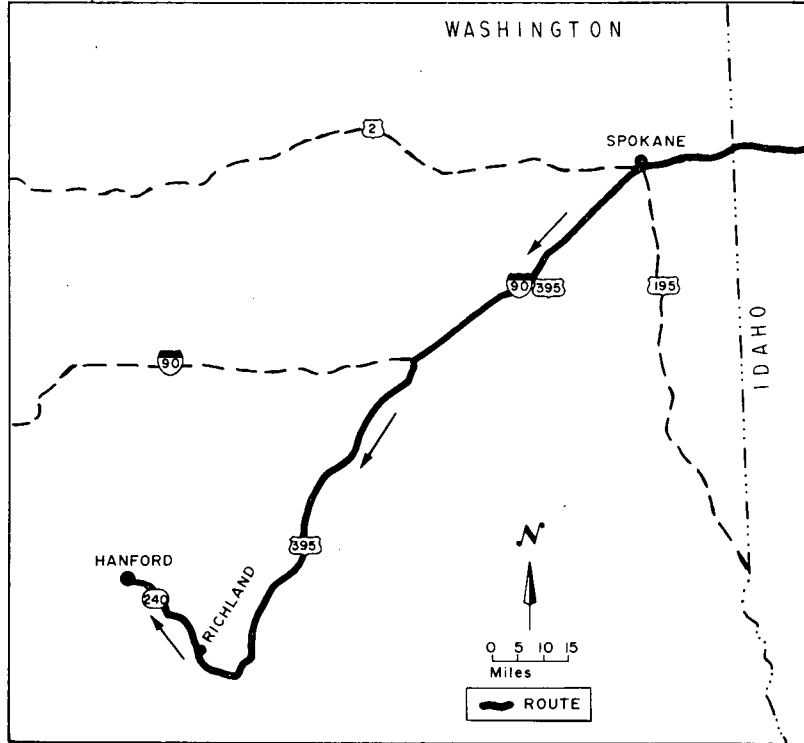 WASHINGTON
2
SPOKANE
90 395
195
IDAHO
90
395
HANFORD
240
RICHLAND
N
0 5 10 15
Miles
ROUTE